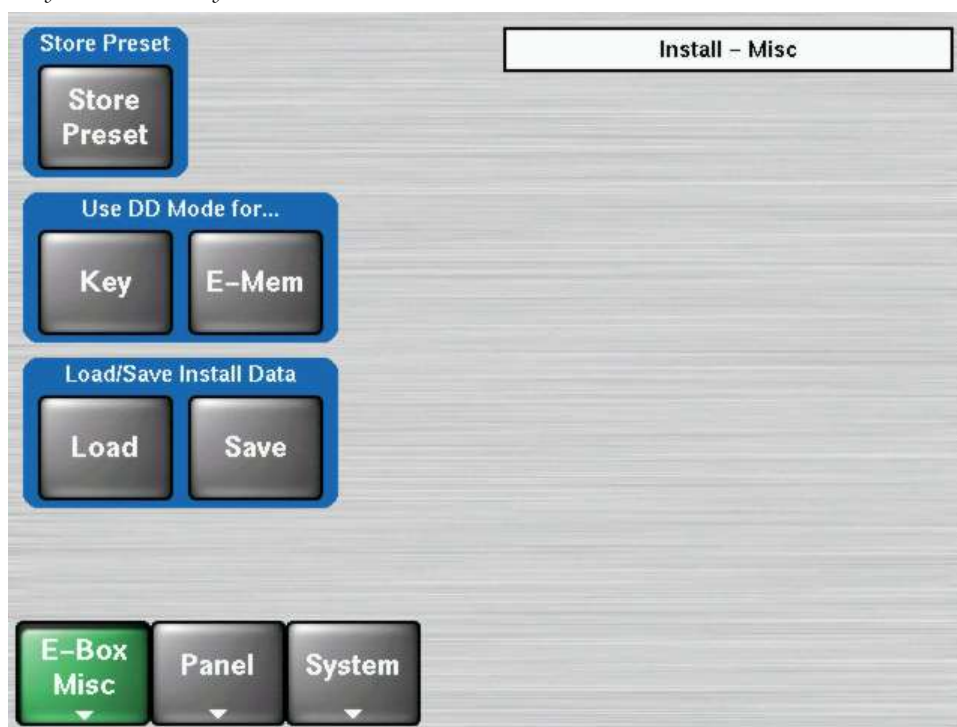 Store Preset
Install – Misc
Store
Preset
Use DD Mode for...
Key
E–Mem
Load/Save Install Data
Load
Save
E–Box
Misc
Panel
System